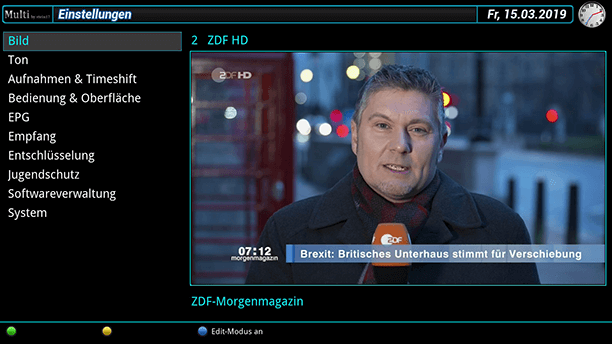 Multi
Einstellungen
Fr, 15.03.2019
Bild
Ton
Aufnahmen & Timeshift
Bedienung & Oberfläche
EPG
Empfang
Entschlüsselung
Jugendschutz
Softwareverwaltung
System
2 ZDF HD
ZDF HD
ZDF
07:12
morgenmagazin
Brexit: Britisches Unterhaus stimmt für Verschiebung
ZDF-Morgenmagazin
Edit-Modus an